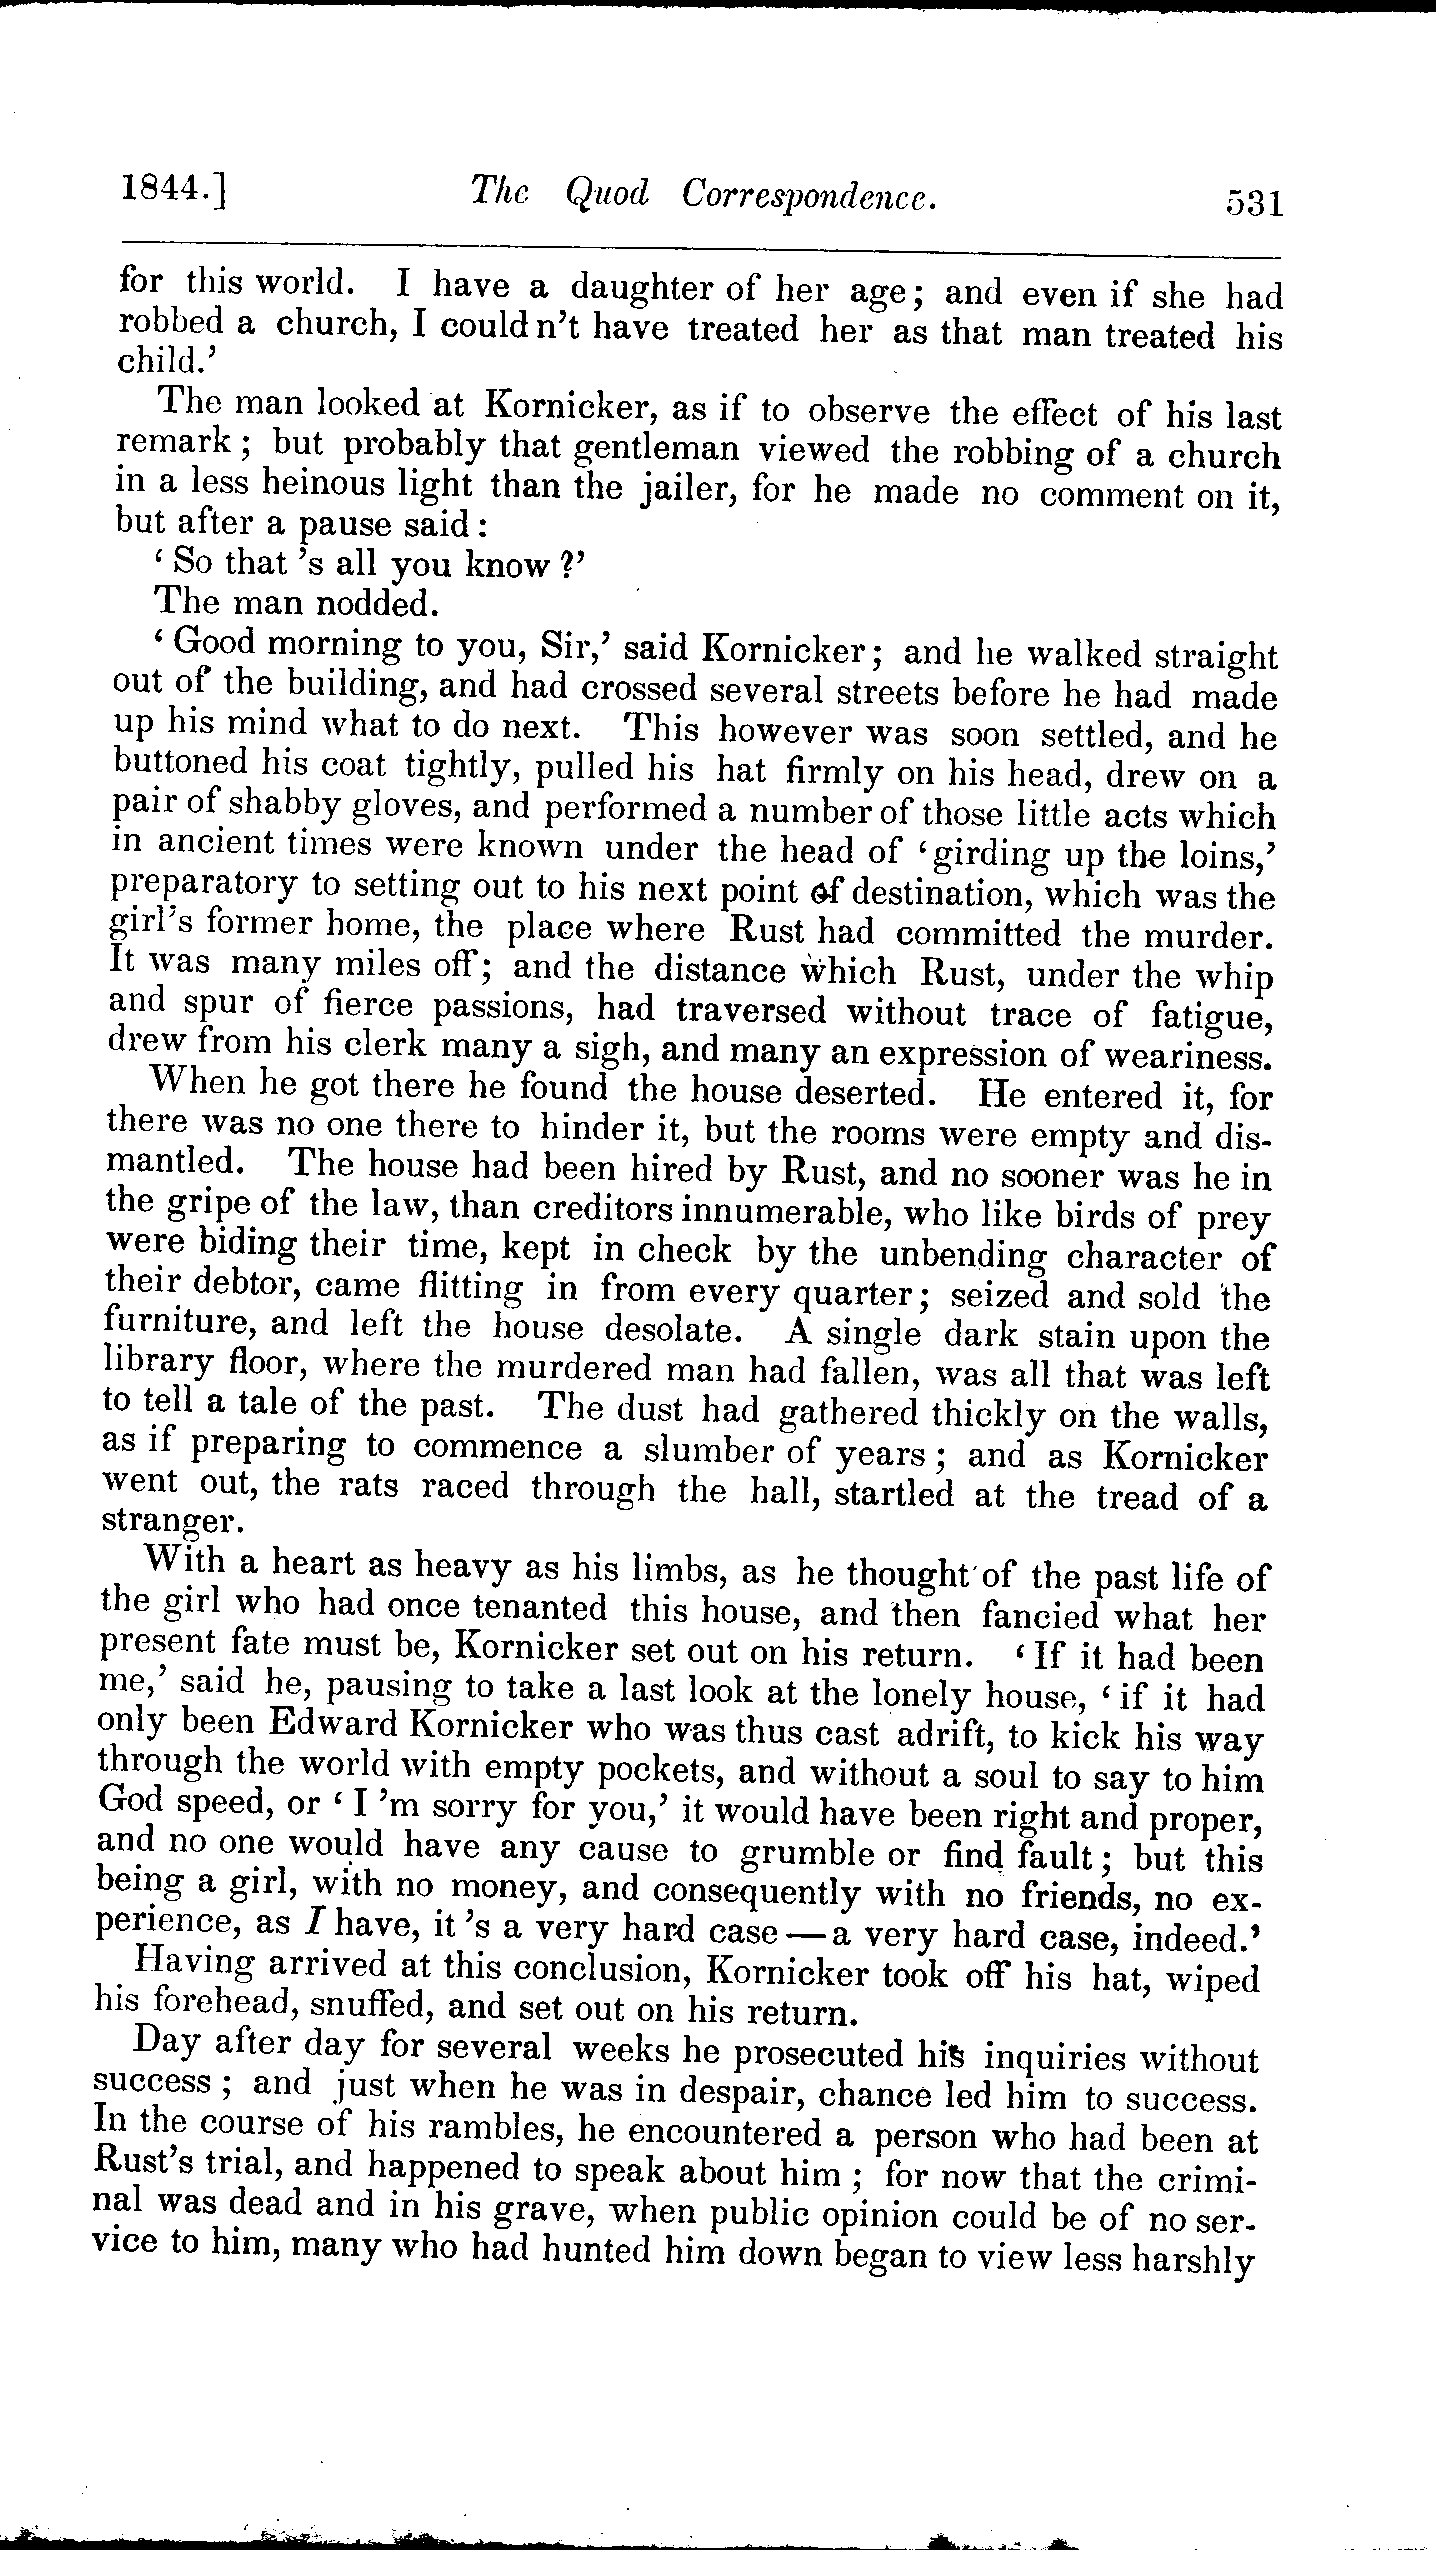 1844.] The Quod Correspondence. 531
for this world. I have a daughter of her age; and even if she had
robbed a church, I couldn't have treated her as that man treated his
child.'
The man looked at Kornicker, as if to observe the effect of his last
remark; but probably that gentleman viewed the robbing of a church
in a less heinous light than the jailer, for he made no comment on it,
but after a pause said:
'So that 's all you know?'
The man nodded.
'Good morning to you, Sir,' said Kornicker; and he walked straight
out of the building, and had crossed several streets before he had made
up his mind what to do next. This however was soon settled, and he
buttoned his coat tightly, pulled his hat firmly on his head, drew on a
pair of shabby gloves, and performed a number of those little acts which
in ancient times were known under the head of 'girding up the loins,'
preparatory to setting out to his next point of destination, which was the
girl's former home, the place where Rust had committed the murder.
It was many miles off; and the distance which Rust, under the whip
and spur of fierce passions, had traversed without trace of fatigue,
drew from his clerk many a sigh, and many an expression of weariness.
When he got there he found the house deserted. He entered it, for
there was no one there to hinder it, but the rooms were empty and dis-
mantled. The house had been hired by Rust, and no sooner was he in
the gripe of the law, than creditors innumerable, who like birds of prey
were biding their time, kept in check by the unbending character of
their debtor, came flitting in from every quarter; seized and sold the
furniture, and left the house desolate. A single dark stain upon the
library floor, where the murdered man had fallen, was all that was left
to tell a tale of the past. The dust had gathered thickly on the walls,
as if preparing to commence a slumber of years; and as Kornicker
went out, the rats raced through the hall, startled at the tread of a
stranger.
With a heart as heavy as his limbs, as he thought of the past life of
the girl who had once tenanted this house, and then fancied what her
present fate must be, Kornicker set out on his return. 'If it had been
me,' said he, pausing to take a last look at the lonely house, 'if it had
only been Edward Kornicker who was thus cast adrift, to kick his way
through the world with empty pockets, and without a soul to say to him
God speed, or 'I 'm sorry for you,' it would have been right and proper,
and no one would have any cause to grumble or find fault; but this
being a girl, with no money, and consequently with no friends, no ex-
perience, as I have, it 's a very hard case—a very hard case, indeed.'
Having arrived at this conclusion, Kornicker took off his hat, wiped
his forehead, snuffed, and set out on his return.
Day after day for several weeks he prosecuted his inquiries without
success; and just when he was in despair, chance led him to success.
In the course of his rambles, he encountered a person who had been at
Rust's trial, and happened to speak about him; for now that the crimi-
nal was dead and in his grave, when public opinion could be of no ser-
vice to him, many who had hunted him down began to view less harshly